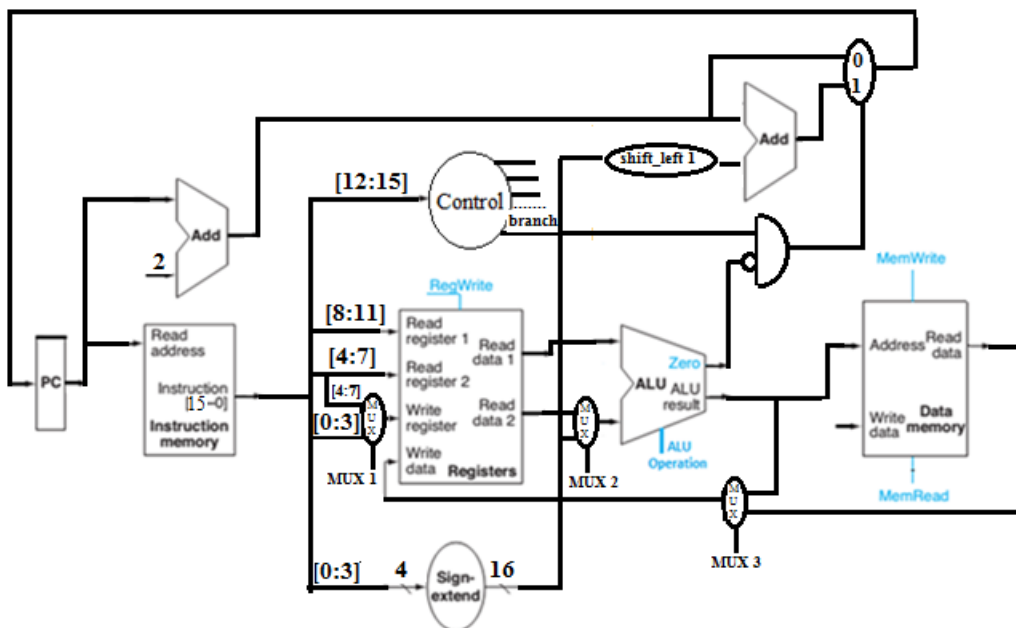 0
1
Add
shift_left 1
[12:15]
Control
.......
branch
Add
2
MemWrite
RegWrite
[8:11]
Read
register 1
Read
data 1
Read
address
[4:7]
Read
register 2
Zero
ALU
ALU
result
Address
Read
data
PC
Instruction
[15-0]
Instruction
memory
[4:7]
[0:3]
M
U
X
Write
register
Read
data 2
M
U
X
Write
data
Data
memory
Write
data
Registers
ALU
Operation
MUX 1
MUX 2
M
U
X
MemRead
MUX 3
[0:3]
4
Sign-
extend
16